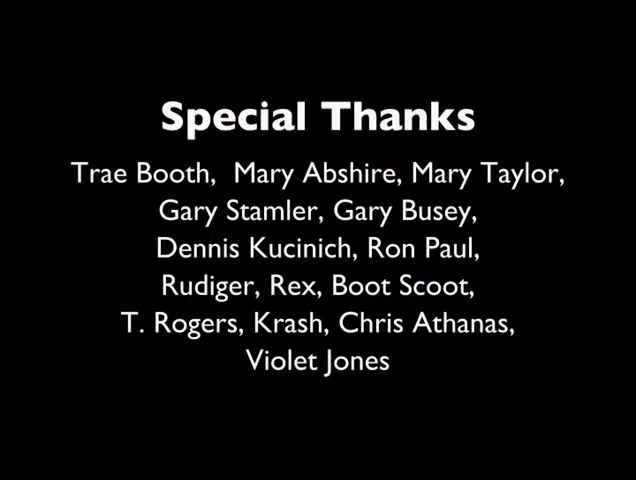 Special Thanks
Trae Booth,  Mary Abshire, Mary Taylor,
Gary Stamler, Gary Busey,
Dennis Kucinich, Ron Paul,
Rudiger, Rex, Boot Scoot,
T. Rogers, Krash, Chris Athanas,
Violet Jones